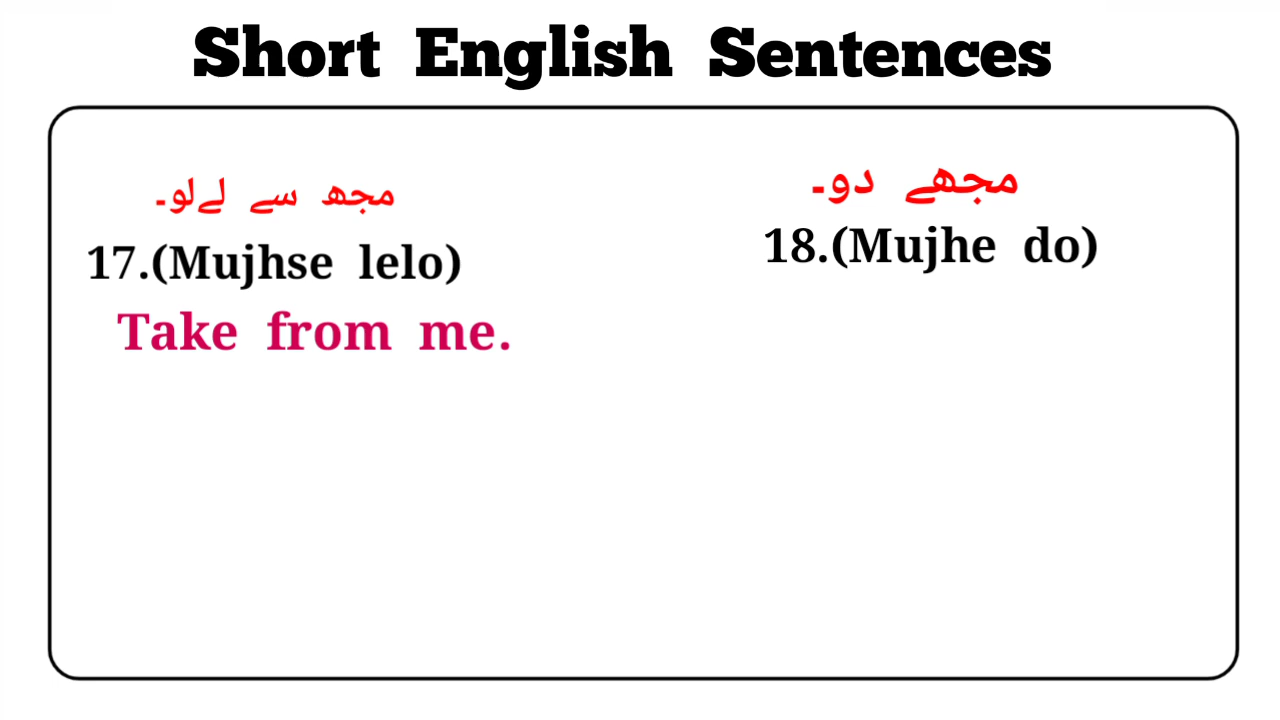 Short English Sentences
مجھ سے لےلو۔
17.(Mujhse lelo)
Take from me.
مجھے دو۔
18.(Mujhe do)